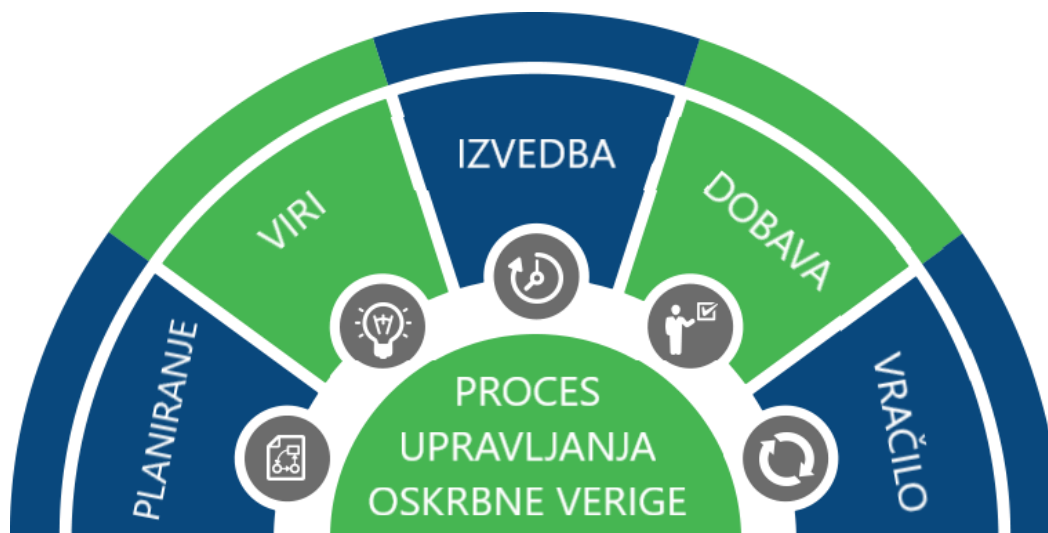 PLANIRANJE
VIRI
IZVEDBA
DOBAVA
VRAČILO
PROCES
UPRAVLJANJA
OSKRBNE VERIGE